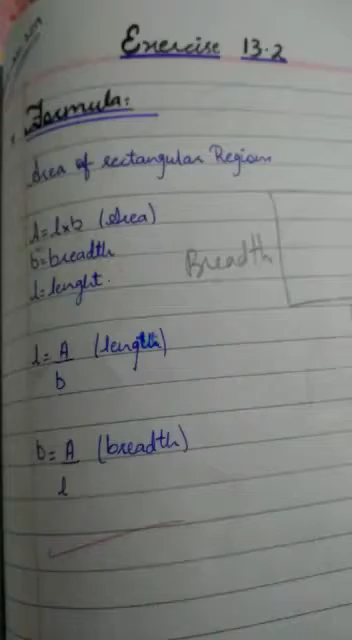 Exercise 13.2
Formula:
Area of rectangular Region
A=l×b (Area)
b=breadth
l=lenght.
Breadth
l = A/b (length)
b = A/l (breadth)